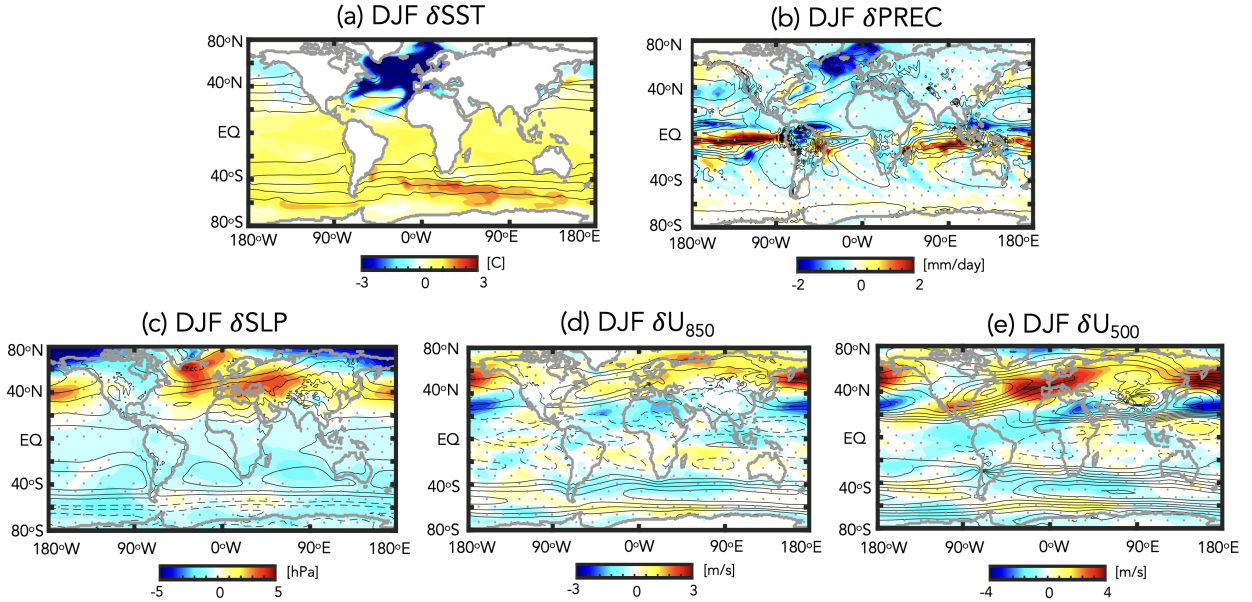 (a) DJF δSST
(b) DJF δPREC
80°N
40°N
EQ
40°S
80°S
180°W 90°W 0°W 90°E 180°E
-3 0 3 [C]
80°N
40°N
EQ
40°S
80°S
180°W 90°W 0°W 90°E 180°E
-2 0 2 [mm/day]
(c) DJF δSLP
(d) DJF δU850
(e) DJF δU500
80°N
40°N
EQ
40°S
80°S
180°W 90°W 0°W 90°E 180°E
-5 0 5 [hPa]
80°N
40°N
EQ
40°S
80°S
180°W 90°W 0°W 90°E 180°E
-3 0 3 [m/s]
80°N
40°N
EQ
40°S
80°S
180°W 90°W 0°W 90°E 180°E
-4 0 4 [m/s]